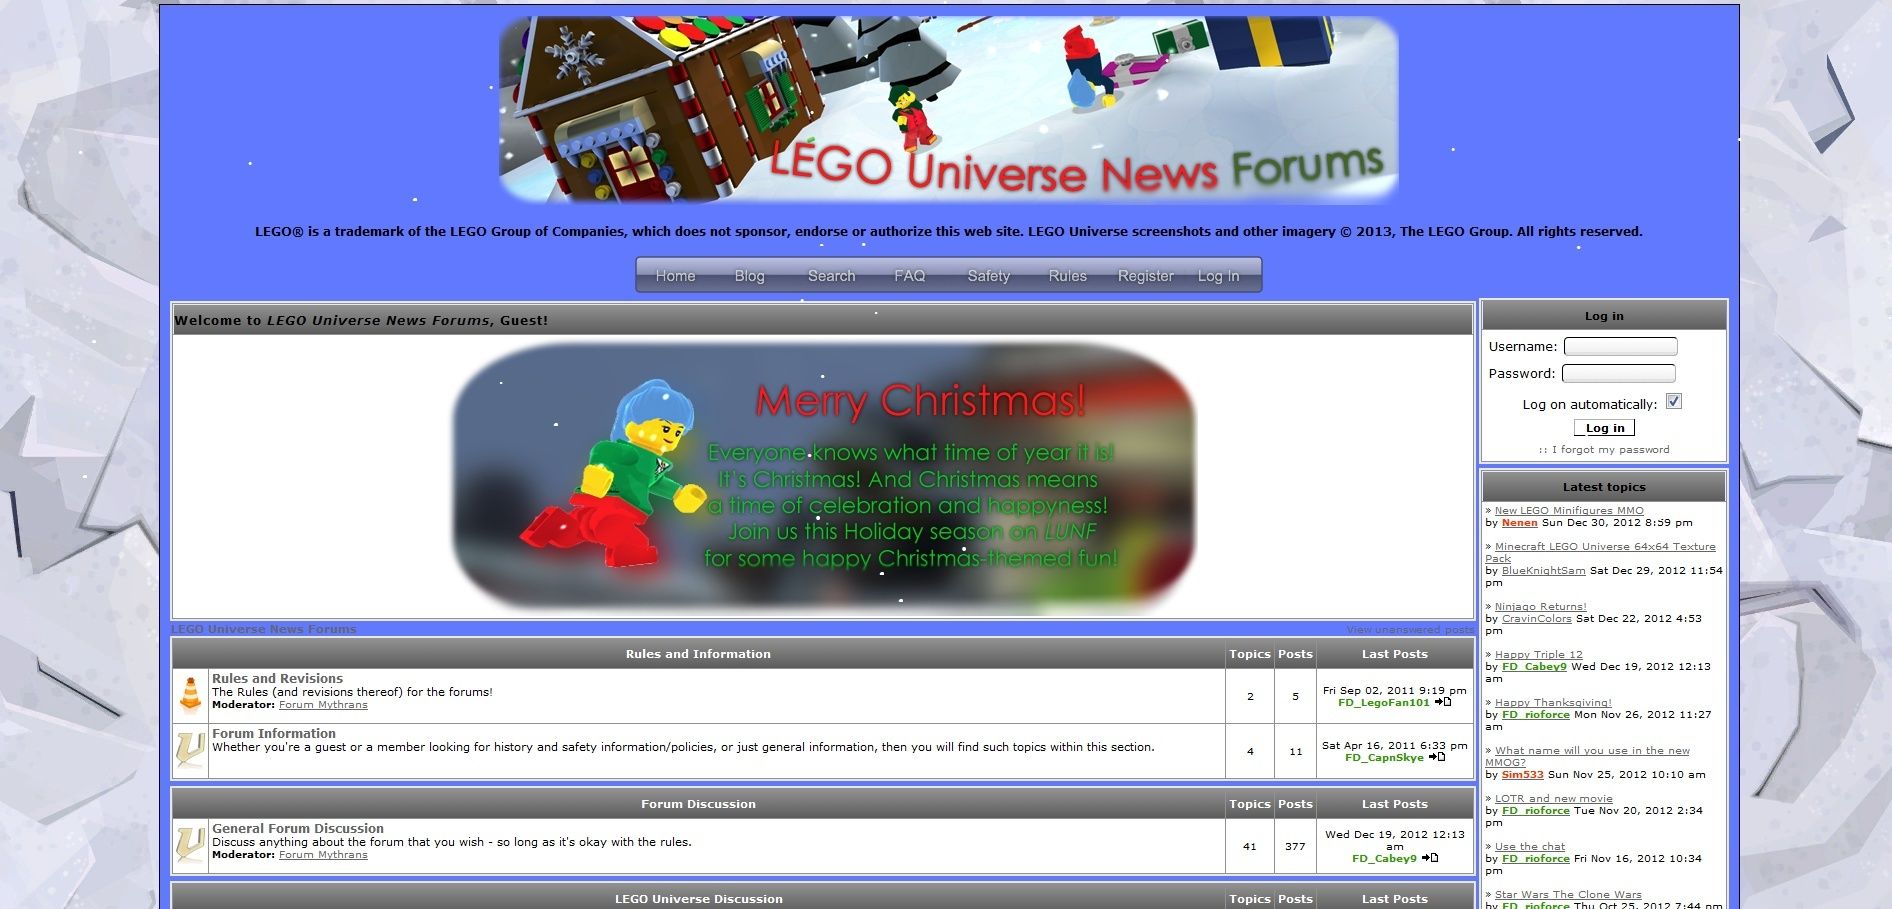 LÉGO Universe News Forums
LEGO® is a trademark of the LEGO Group of Companies, which does not sponsor, endorse or authorize this web site. LEGO Universe screenshots and other imagery © 2013, The LEGO Group. All rights reserved.
Home Blog Search FAQ Safety Rules Register Log In
Welcome to LEGO Universe News Forums, Guest!
Merry Christmas!
Everyone knows what time of year it is!
It's Christmas! And Christmas means
a time of celebration and happyness!
Join us this Holiday season on LUNF
for some happy Christmas-themed fun!
LEGO Universe News Forums
View unanswered posts
Rules and Information Topics Posts Last Posts
Rules and Revisions
The Rules (and revisions thereof) for the forums!
Moderator: Forum Mythrans
2
5
Fri Sep 02, 2011 9:19 pm
FD_LegoFan101
Forum Information
Whether you're a guest or a member looking for history and safety information/policies, or just general information, then you will find such topics within this section.
4
11
Sat Apr 16, 2011 6:33 pm
FD_CapnSkye
Forum Discussion Topics Posts Last Posts
General Forum Discussion
Discuss anything about the forum that you wish - so long as it's okay with the rules.
Moderator: Forum Mythrans
41
377
Wed Dec 19, 2012 12:13
am
FD_Cabey9
LEGO Universe Discussion Topics Posts Last Posts
Log in
Username:
Password:
Log on automatically:
Log in
:: I forgot my password
Latest topics
» New LEGO Minifigures MMO
by Nenen Sun Dec 30, 2012 8:59 pm
» Minecraft LEGO Universe 64x64 Texture
Pack
by BlueKnightSam Sat Dec 29, 2012 11:54
pm
» Ninjago Returns!
by CravinColors Sat Dec 22, 2012 4:53
pm
» Happy Triple 12
by FD_Cabey9 Wed Dec 19, 2012 12:13
am
» Happy Thanksgiving!
by FD_rioforce Mon Nov 26, 2012 11:27
am
» What name will you use in the new
MMOG?
by Sim533 Sun Nov 25, 2012 10:10 am
» LOTR and new movie
by FD_rioforce Tue Nov 20, 2012 2:34
pm
» Use the chat
by FD_rioforce Fri Nov 16, 2012 10:34
pm
» Star Wars The Clone Wars
by FD_rioforce Thu Oct 25, 2012 7:44 pm